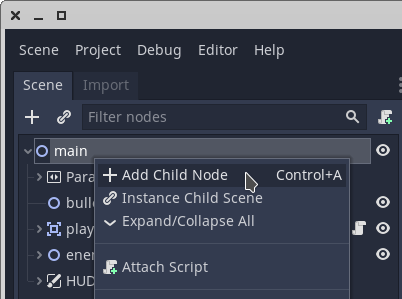 Scene Project Debug Editor Help
Scene Import
Filter nodes
main
Add Child Node Control+A
Instance Child Scene
Expand/Collapse All
Attach Script
Para
bulle
play
ener
HUD